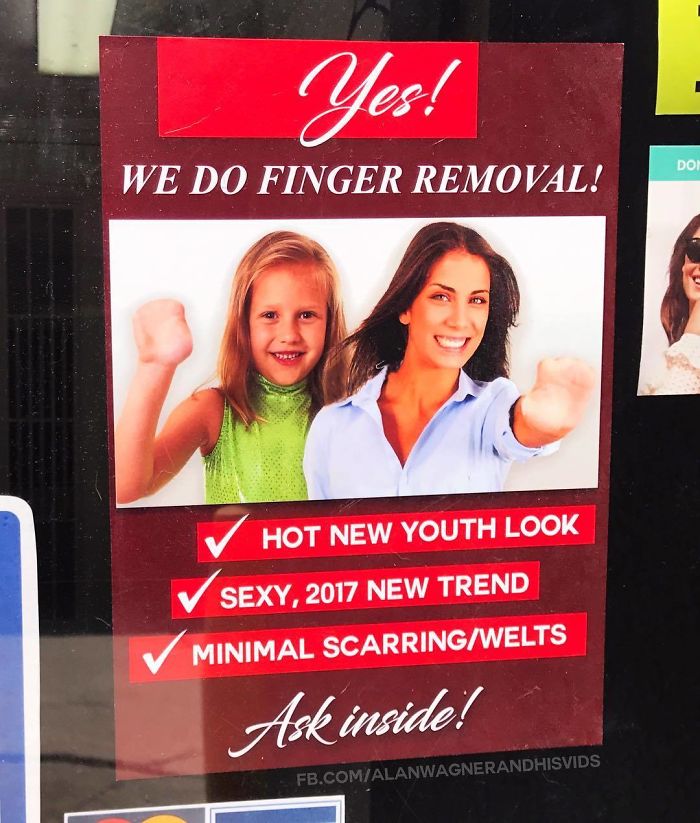 Yes!
WE DO FINGER REMOVAL!
HOT NEW YOUTH LOOK
SEXY, 2017 NEW TREND
MINIMAL SCARRING/WELTS
Ask inside!
FB.COM/ALANWAGNERANDHISVIDS